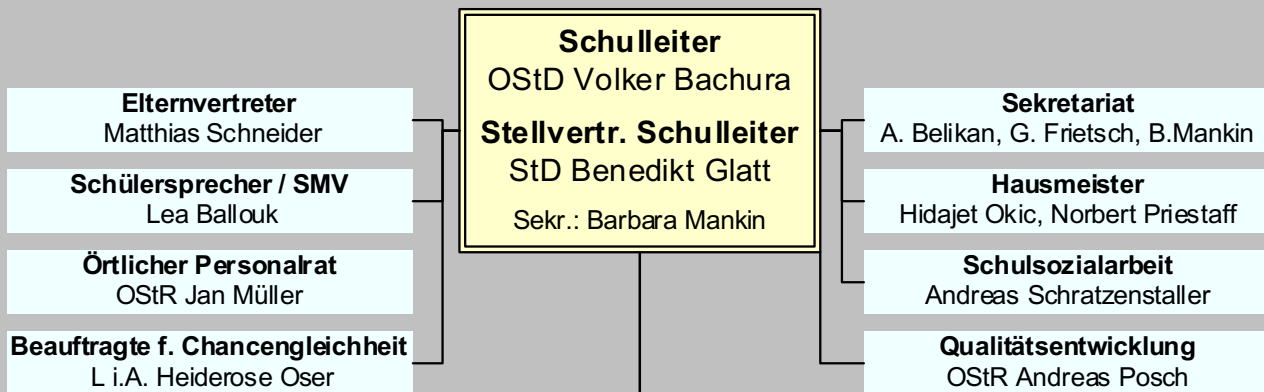 Schulleiter
OStD Volker Bachura
Stellvertr. Schulleiter
StD Benedikt Glatt
Sekr.: Barbara Mankin
Elternvertreter
Matthias Schneider
Schülersprecher / SMV
Lea Ballouk
Örtlicher Personalrat
OStR Jan Müller
Beauftragte f. Chancengleichheit
L i.A. Heiderose Oser
Sekretariat
A. Belikan, G. Frietsch, B.Mankin
Hausmeister
Hidajet Okic, Norbert Priestaff
Schulsozialarbeit
Andreas Schratzenstaller
Qualitätsentwicklung
OStR Andreas Posch